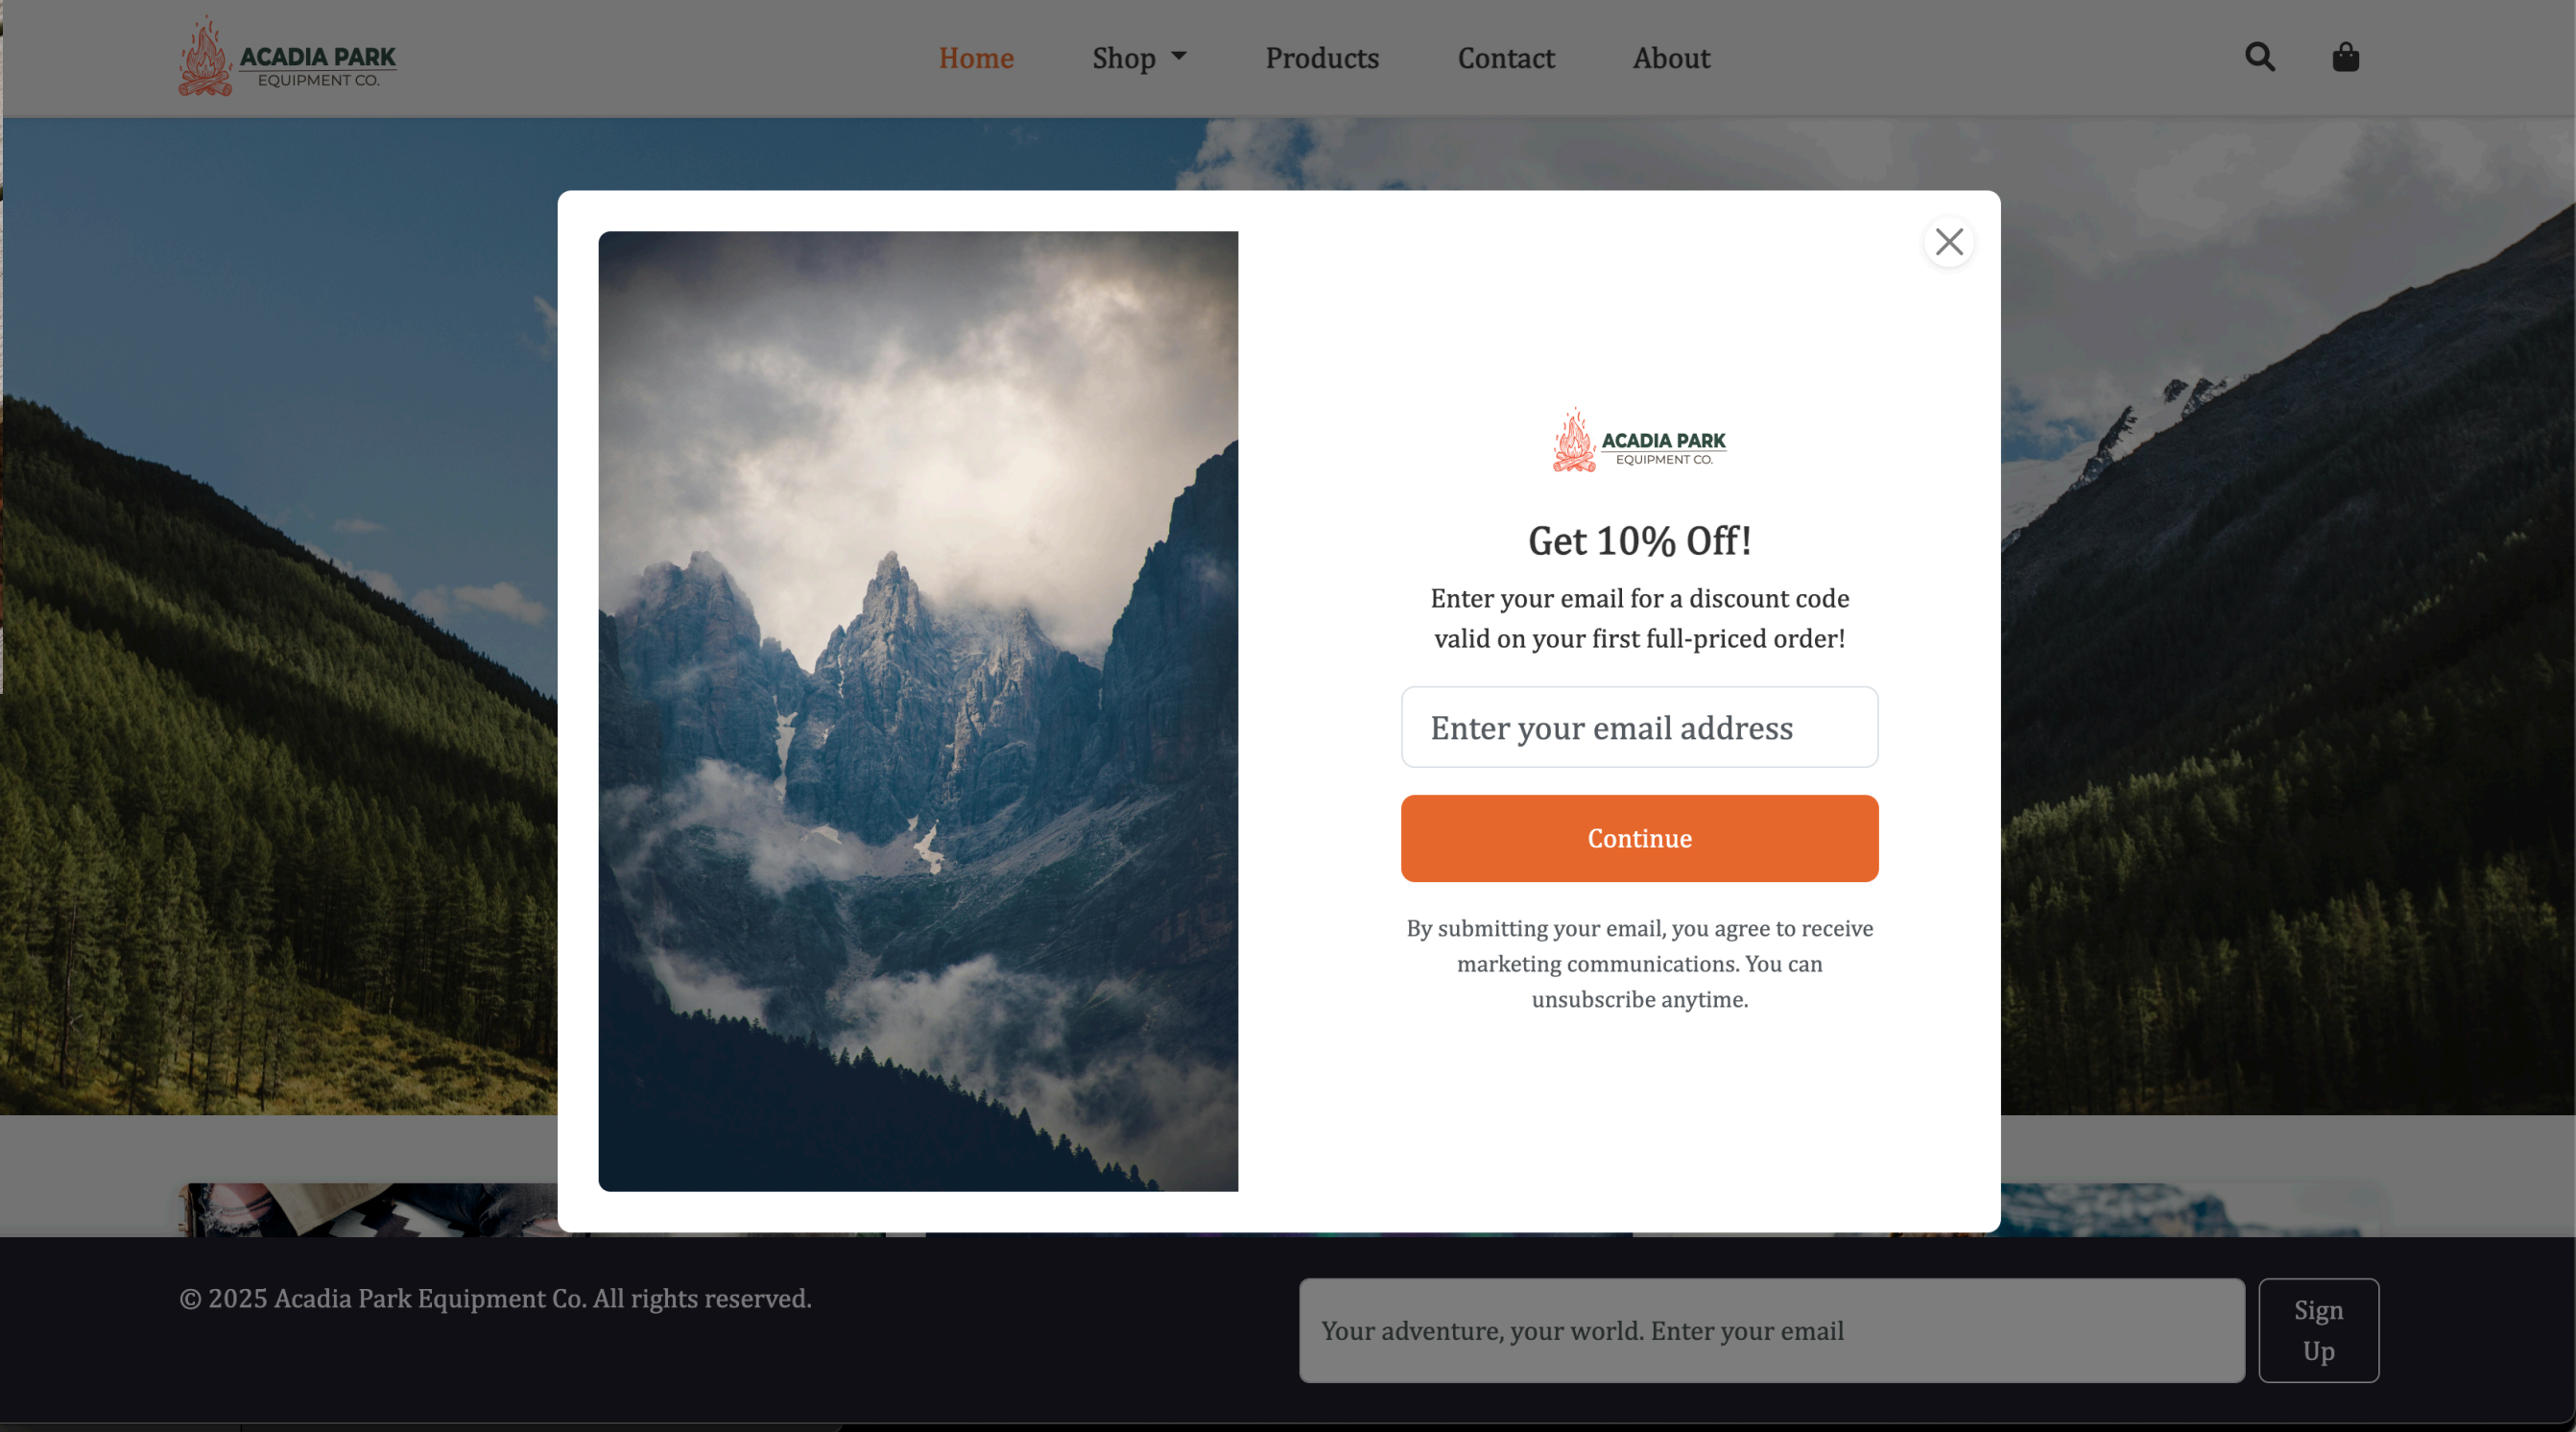 ACADIA PARK
EQUIPMENT CO.
Home
Shop
Products
Contact
About
ACADIA PARK
EQUIPMENT CO.
Get 10% Off!
Enter your email for a discount code
valid on your first full-priced order!
Enter your email address
Continue
By submitting your email, you agree to receive
marketing communications. You can
unsubscribe anytime.
© 2025 Acadia Park Equipment Co. All rights reserved.
Your adventure, your world. Enter your email
Sign
Up